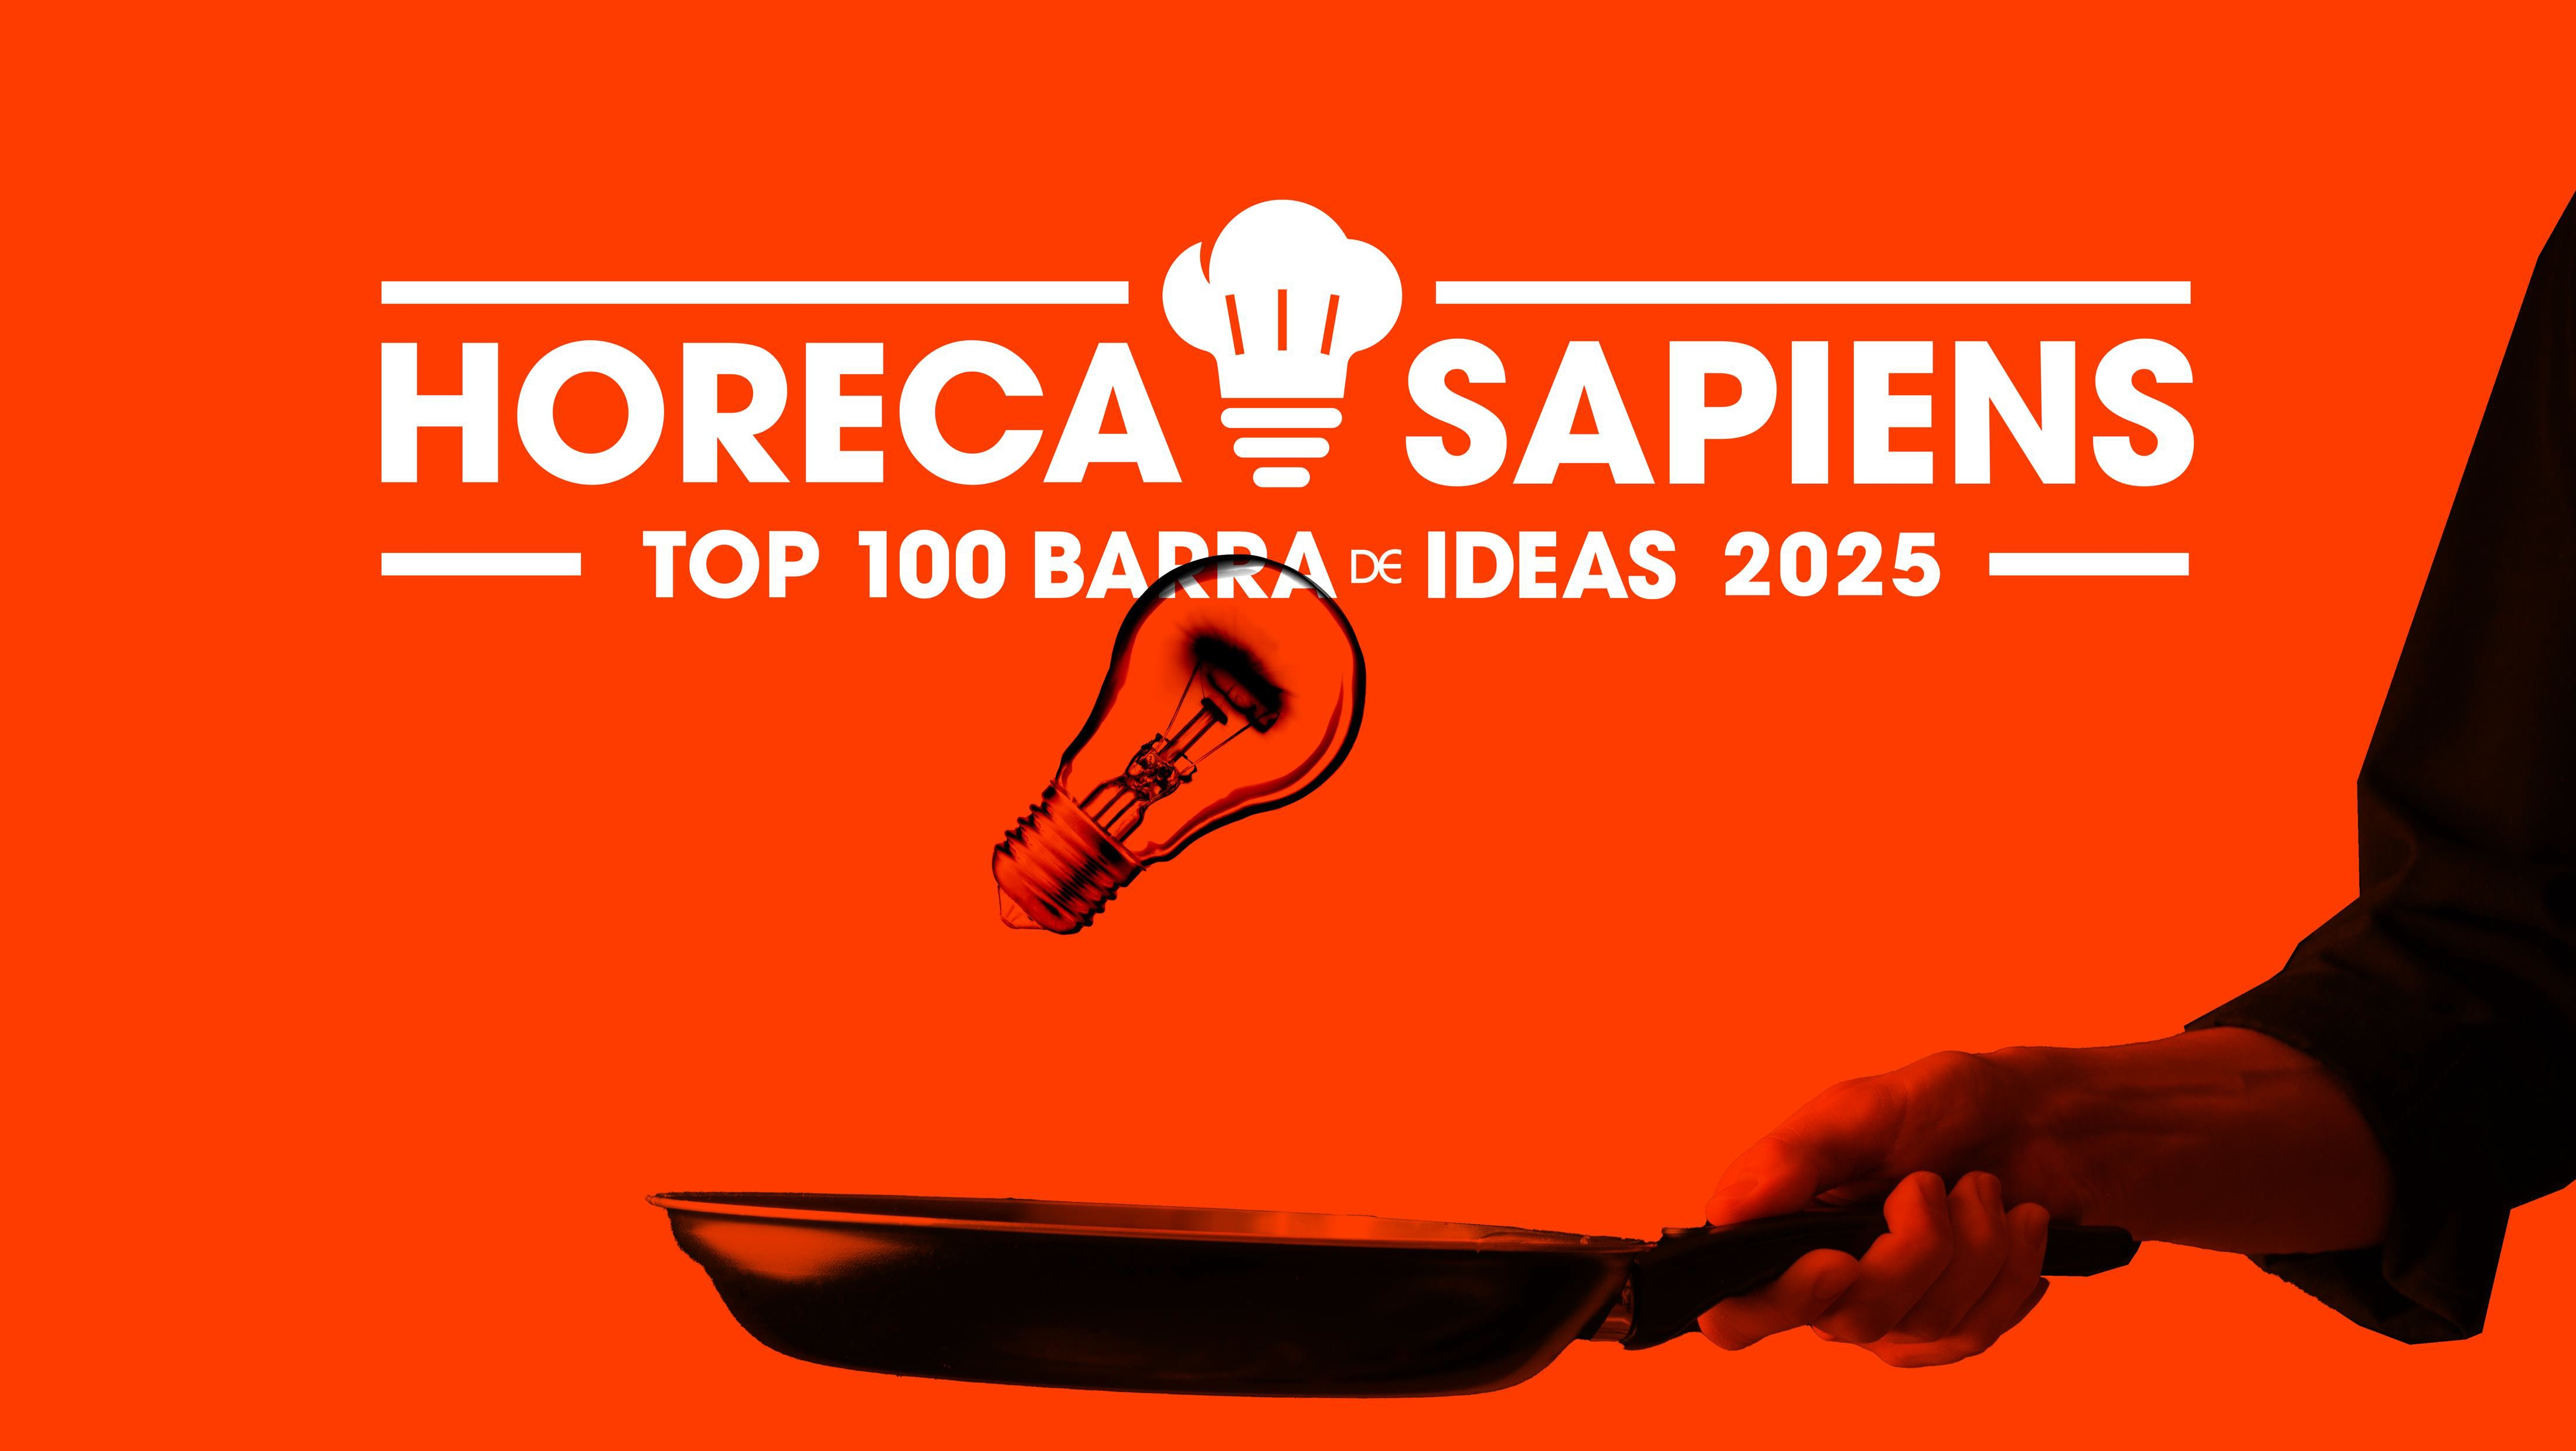 HORECA SAPIENS
TOP 100 BARRA DE IDEAS 2025